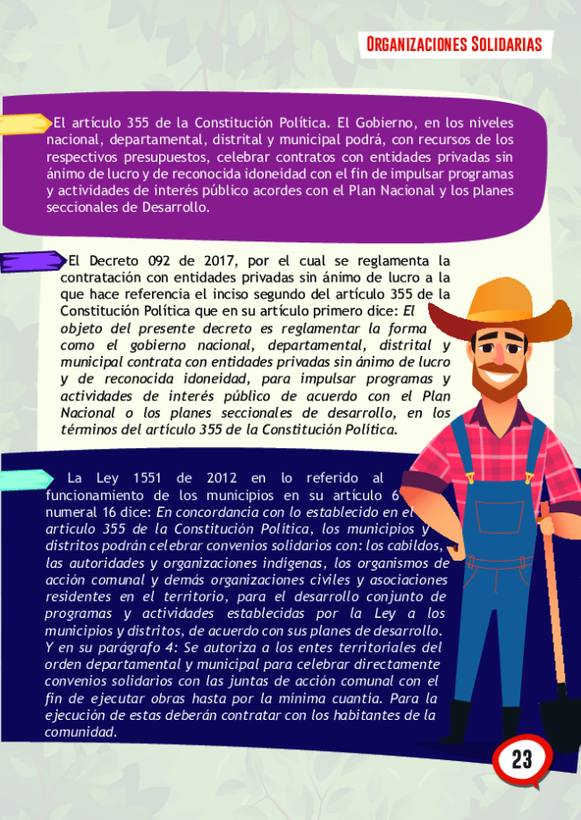 Organizaciones Solidarias
El artículo 355 de la Constitución Política. El Gobierno, en los niveles
nacional, departamental, distrital y municipal podrá, con recursos de los
respectivos presupuestos, celebrar contratos con entidades privadas sin
ánimo de lucro y de reconocida idoneidad con el fin de impulsar programas
y actividades de interés público acordes con el Plan Nacional y los planes
seccionales de Desarrollo.
El Decreto 092 de 2017, por el cual se reglamenta la
contratación con entidades privadas sin ánimo de lucro a la
que hace referencia el inciso segundo del artículo 355 de la
Constitución Política que en su artículo primero dice: El
objeto del presente decreto es reglamentar la forma
como el gobierno nacional, departamental, distrital y
municipal contrata con entidades privadas sin ánimo de lucro
y de reconocida idoneidad, para impulsar programas y
actividades de interés público de acuerdo con el Plan
Nacional o los planes seccionales de desarrollo, en los
términos del artículo 355 de la Constitución Política.
La Ley 1551 de 2012 en lo referido al
funcionamiento de los municipios en su artículo 6
numeral 16 dice: En concordancia con lo establecido en el
artículo 355 de la Constitución Política, los municipios y
distritos podrán celebrar convenios solidarios con: los cabildos,
las autoridades y organizaciones indígenas, los organismos de
acción comunal y demás organizaciones civiles y asociaciones
residentes en el territorio, para el desarrollo conjunto de
programas y actividades establecidas por la Ley a los
municipios y distritos, de acuerdo con sus planes de desarrollo.
Y en su parágrafo 4: Se autoriza a los entes territoriales del
orden departamental y municipal para celebrar directamente
convenios solidarios con las juntas de acción comunal con el
fin de ejecutar obras hasta por la mínima cuantía. Para la
ejecución de estas deberán contratar con los habitantes de la
comunidad.
23